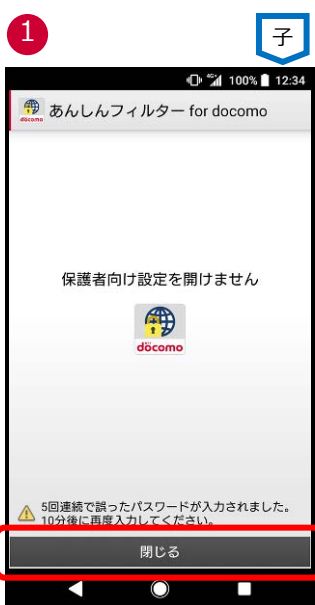 1
子
4G 100% 12:34
あんしんフィルター for docomo
保護者向け設定を開けません
döcomo
5回連続で誤ったパスワードが入力されました。
10分後に再度入力してください。
閉じる